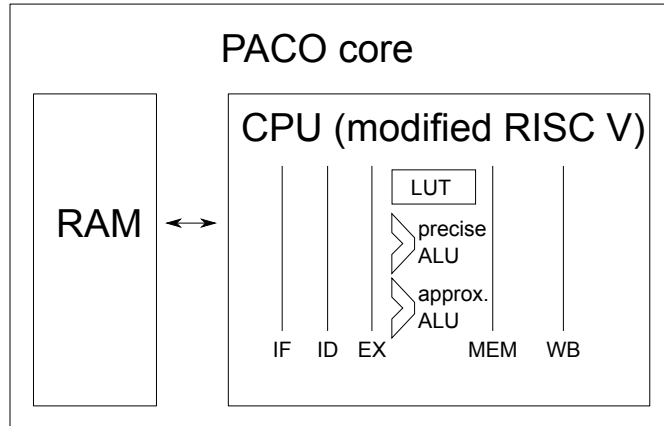 PACO core
CPU (modified RISC V)
RAM
LUT
precise
ALU
approx.
ALU
IF
ID
EX
MEM
WB